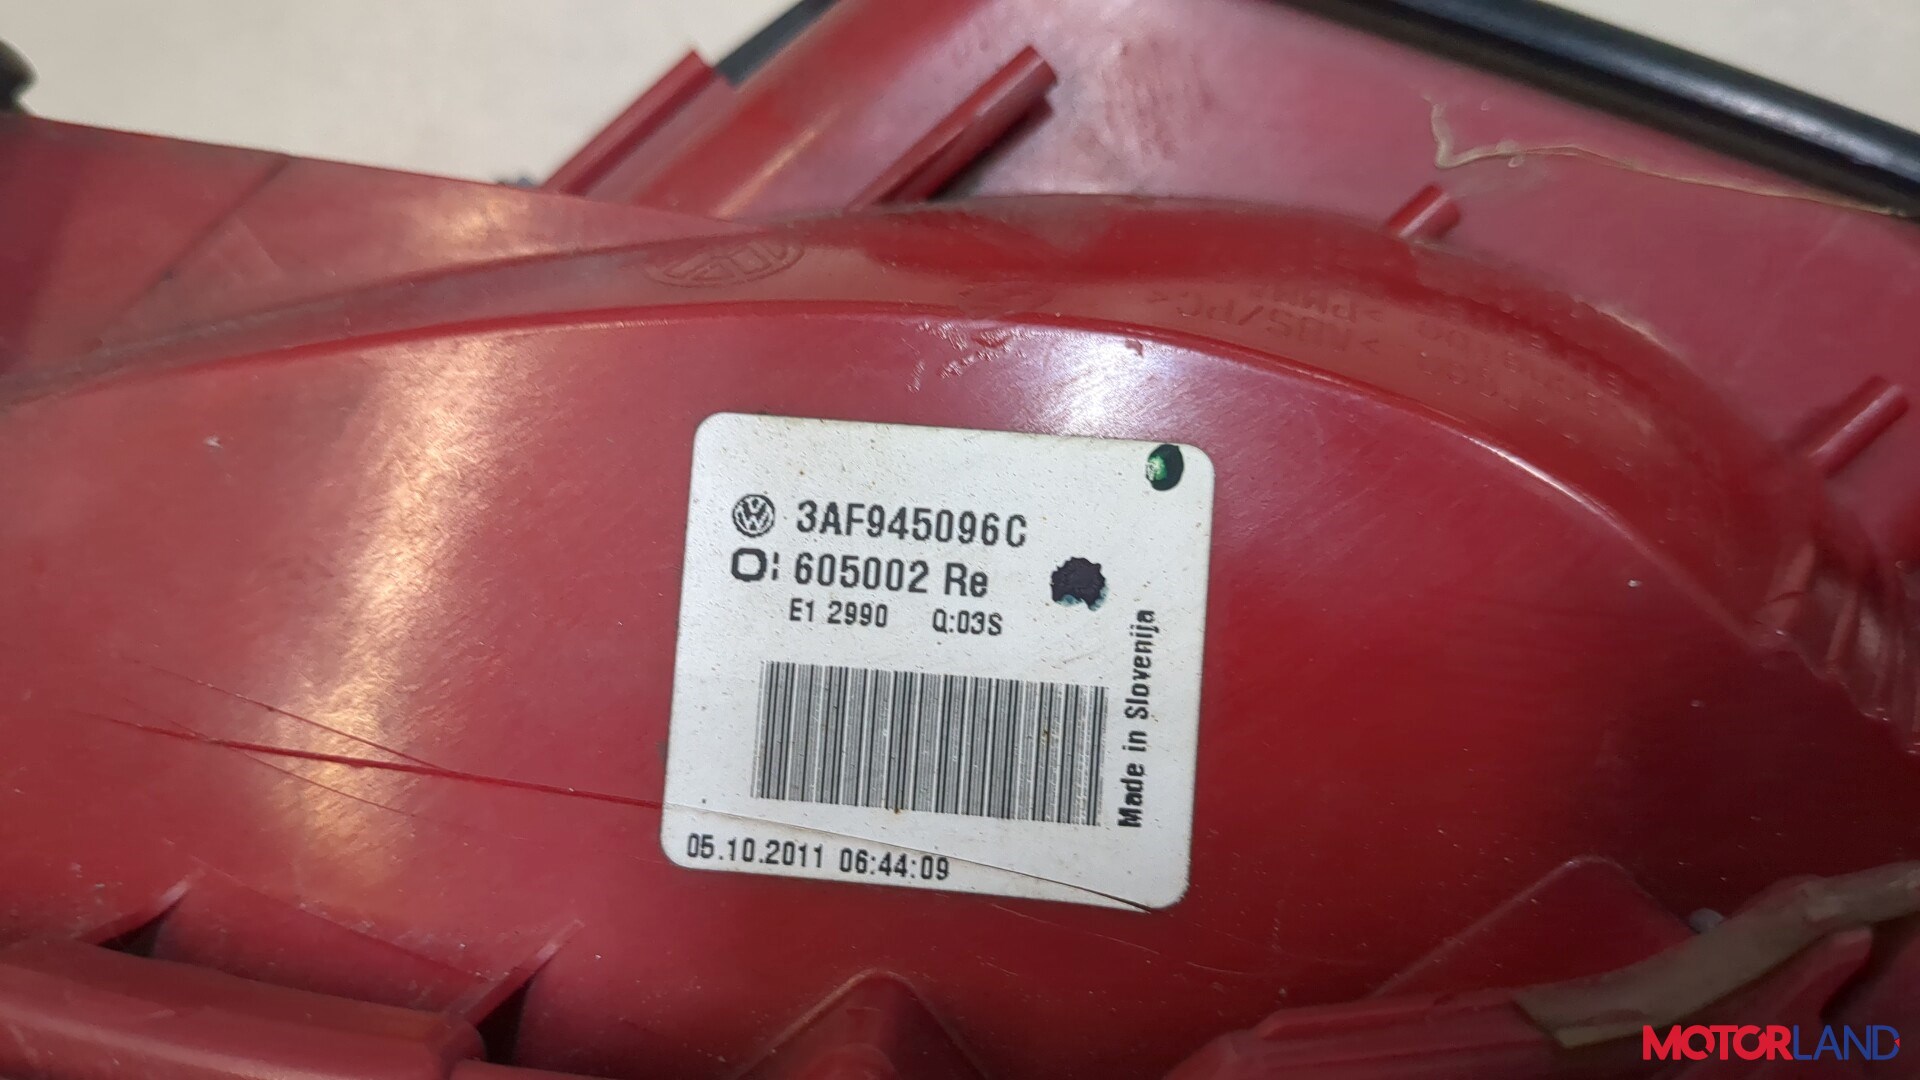 3AF945096C
O: 605002 Re
E1 2990 Q:03S
Made in Slovenija
05.10.2011 06:44:09
MOTORLAND